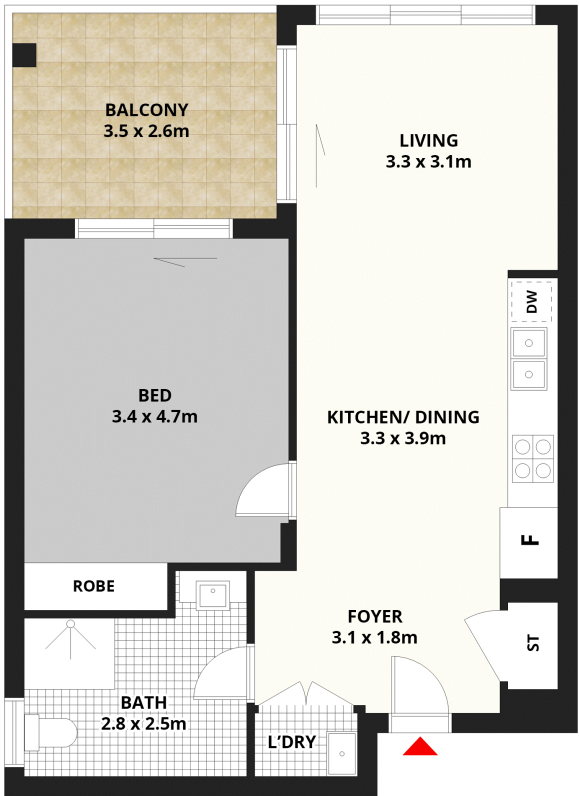 BALCONY
3.5 x 2.6m
LIVING
3.3 x 3.1m
DW
BED
3.4 x 4.7m
KITCHEN/ DINING
3.3 x 3.9m
F
ROBE
FOYER
3.1 x 1.8m
ST
BATH
2.8 x 2.5m
L'DRY